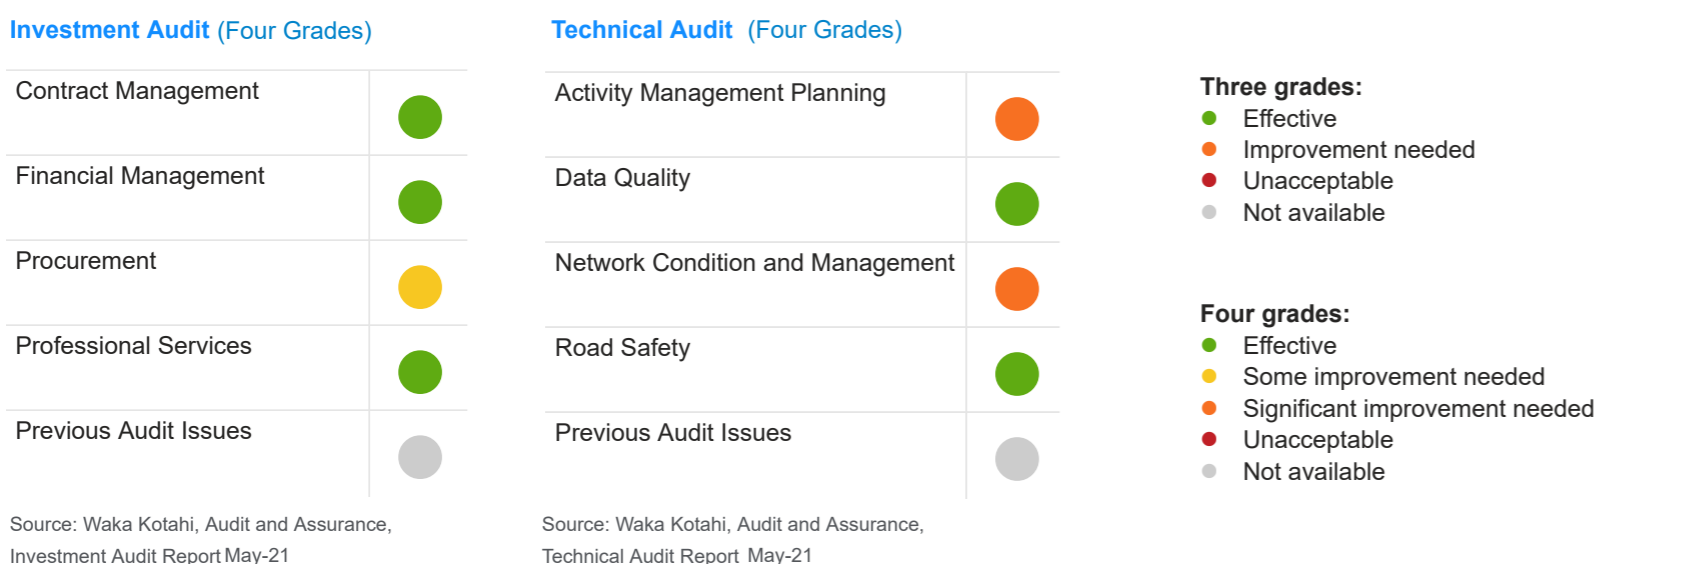 Investment Audit (Four Grades)
Contract Management
Financial Management
Procurement
Professional Services
Previous Audit Issues
Source: Waka Kotahi, Audit and Assurance,
Investment Audit Report May-21
Technical Audit (Four Grades)
Activity Management Planning
Data Quality
Network Condition and Management
Road Safety
Previous Audit Issues
Source: Waka Kotahi, Audit and Assurance,
Technical Audit Report May-21
Three grades:
Effective
Improvement needed
Unacceptable
Not available
Four grades:
Effective
Some improvement needed
Significant improvement needed
Unacceptable
Not available